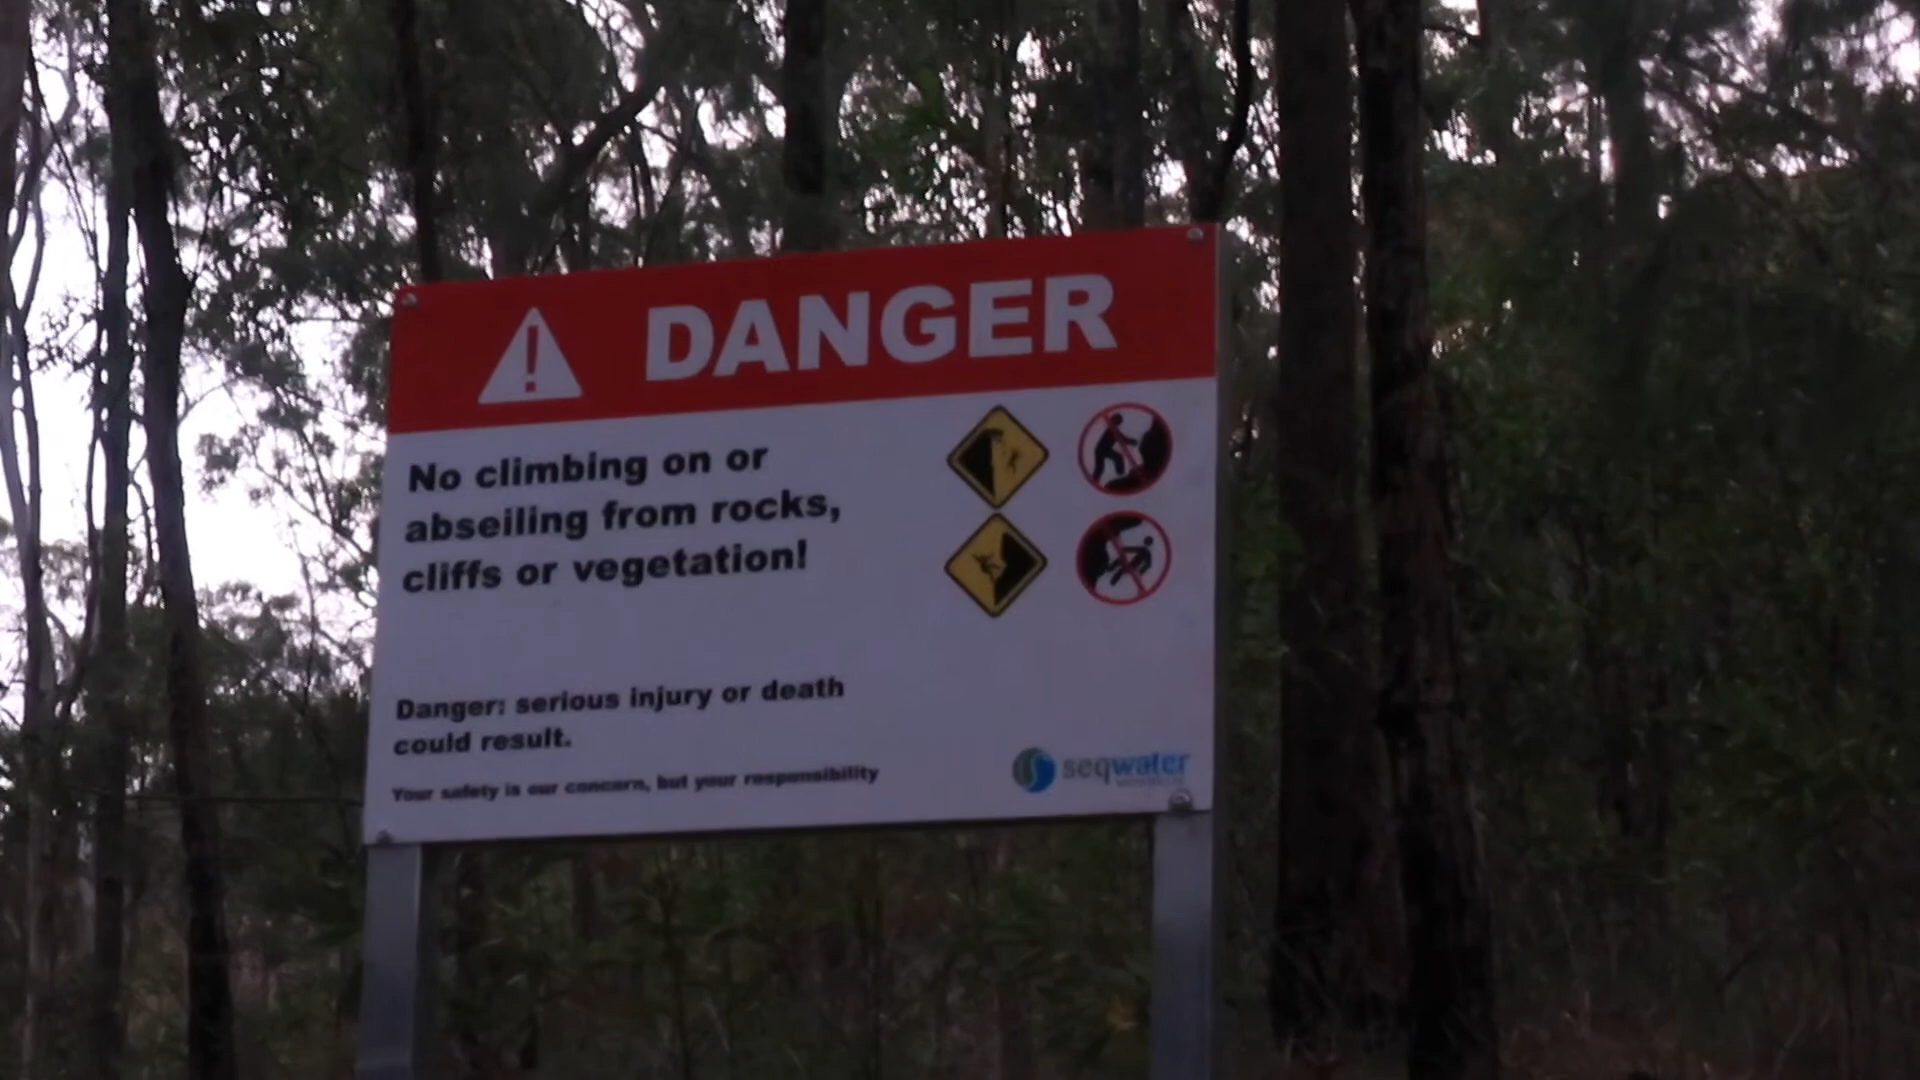 ! DANGER
No climbing on or
abseiling from rocks,
cliffs or vegetation!
Danger: serious injury or death
could result.
Your safety is our concern, but your responsibility
seqwater